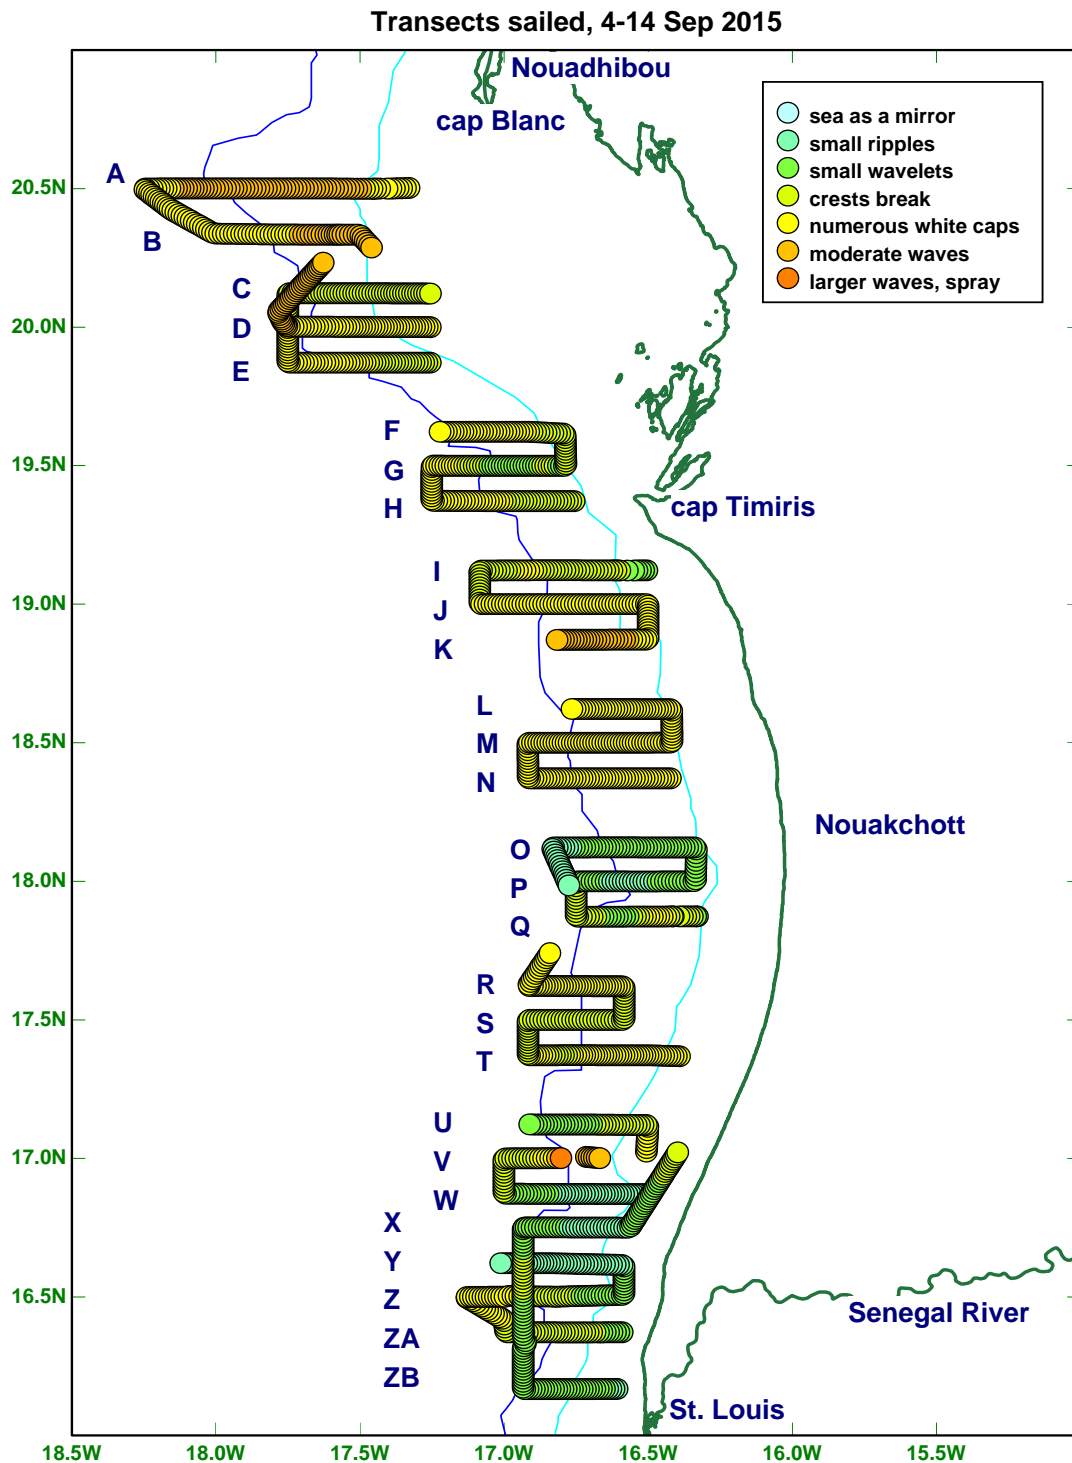 Transects sailed, 4-14 Sep 2015
Nouadhibou
cap Blanc
sea as a mirror
small ripples
small wavelets
crests break
numerous white caps
moderate waves
larger waves, spray
A
20.5N
B
C
20.0N
D
E
F
19.5N
G
H
cap Timiris
I
19.0N
J
K
L
18.5N
M
N
Nouakchott
O
18.0N
P
Q
R
17.5N
S
T
U
17.0N
V
W
X
Y
16.5N
Z
Senegal River
ZA
ZB
St. Louis
18.5W 18.0W 17.5W 17.0W 16.5W 16.0W 15.5W